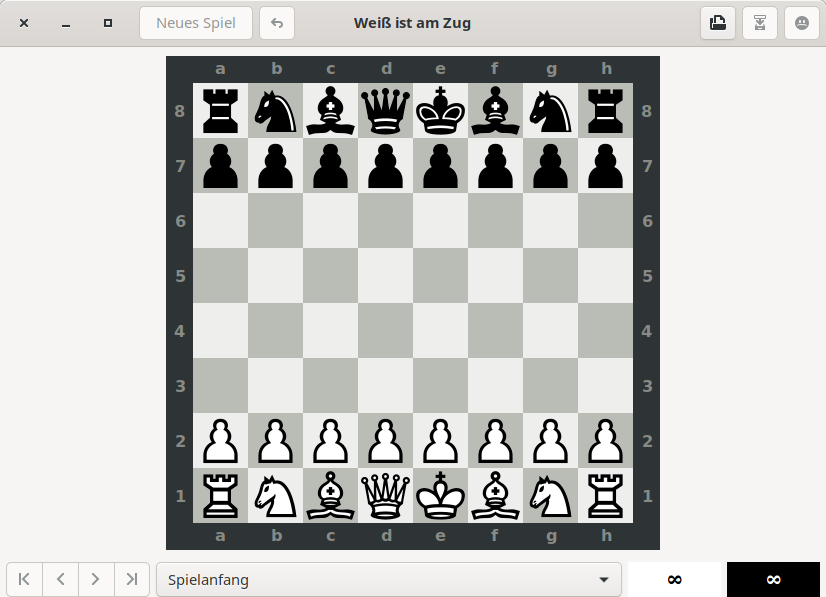 Neues Spiel
Weiß ist am Zug
a b c d e f g h
8 8
7 7
6 6
5 5
4 4
3 3
2 2
1 1
a b c d e f g h
Spielanfang
∞ ∞